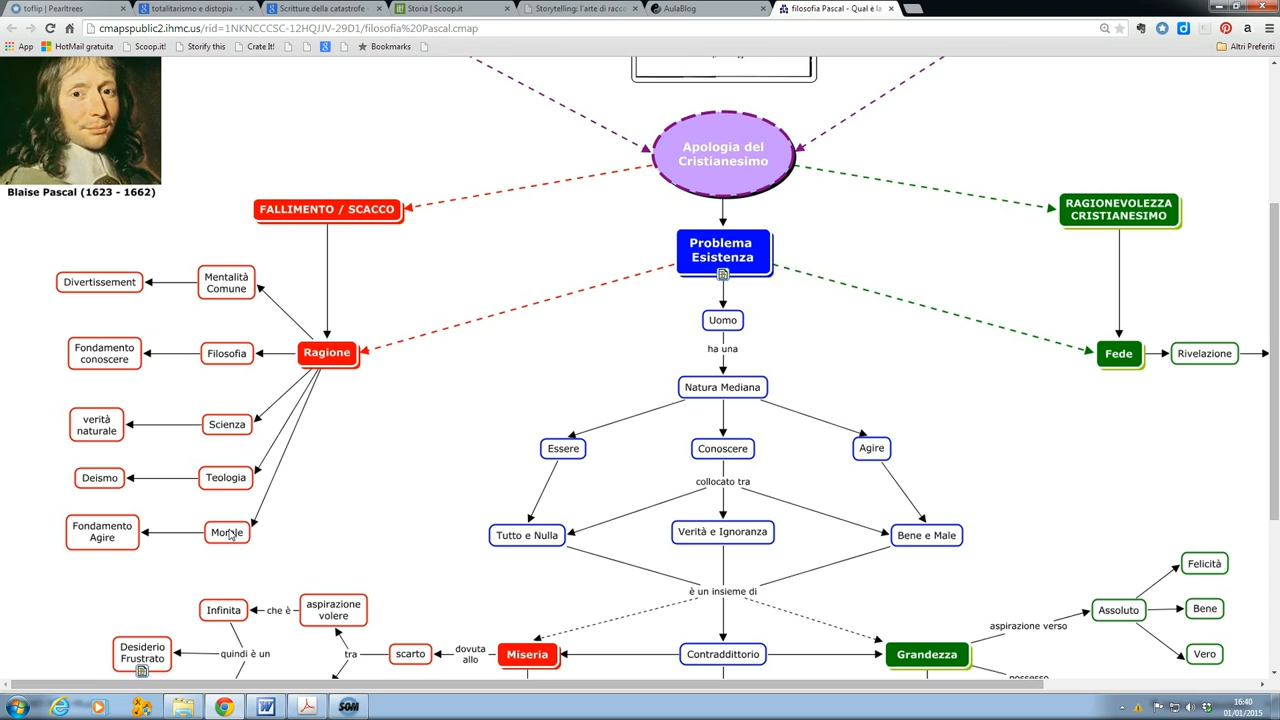 toflip | Pearltrees
totalitarismo e distopia - G
Scritture della catastrofe -
Storia | Scoop.it
Storytelling: l'arte di racco
AulaBlog
filosofia Pascal - Qual è la
cmapspublic2.ihmc.us/rid=1NKNCCCSC-12HQJJV-29D1/filosofia%20Pascal.cmap
App
HotMail gratuita
Scoop.it!
Storify this
Crate It!
Bookmarks
Altri Preferiti
Blaise Pascal (1623 - 1662)
Apologia del
Cristianesimo
FALLIMENTO / SCACCO
RAGIONEVOLEZZA
CRISTIANESIMO
Problema
Esistenza
Divertissement
Mentalità
Comune
Uomo
ha una
Fondamento
conoscere
Filosofia
Ragione
Fede
Rivelazione
Natura Mediana
verità
naturale
Scienza
Essere
Conoscere
Agire
collocato tra
Deismo
Teologia
Fondamento
Agire
Morale
Tutto e Nulla
Verità e Ignoranza
Bene e Male
è un insieme di
Felicità
Infinita
che è
aspirazione
volere
Assoluto
Bene
aspirazione verso
Desiderio
Frustrato
quindi è un
tra
scarto
dovuta
allo
Miseria
Contraddittorio
Grandezza
Vero
possesso
16:40
01/01/2015
SOM